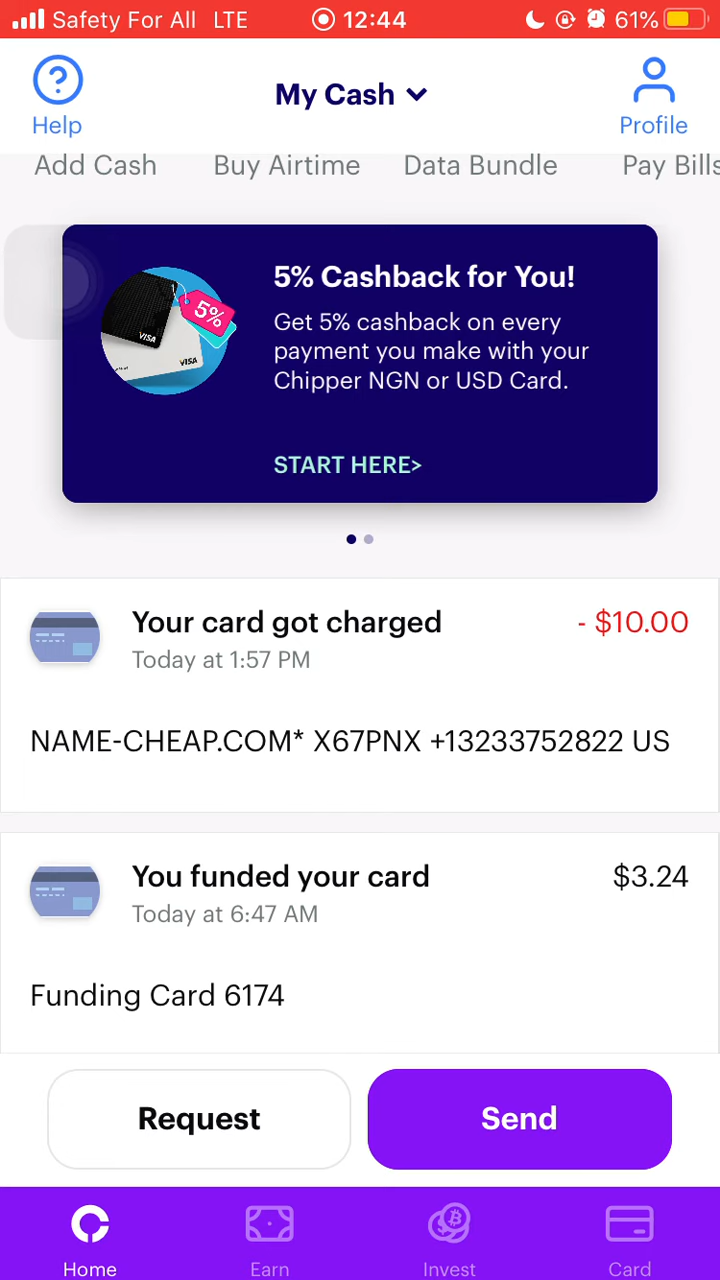 Safety For All LTE 12:44 61%
Help
My Cash
Profile
Add Cash Buy Airtime Data Bundle Pay Bills
5% Cashback for You!
Get 5% cashback on every
payment you make with your
Chipper NGN or USD Card.
START HERE>
5%
VISA
VISA
Your card got charged - $10.00
Today at 1:57 PM
NAME-CHEAP.COM* X67PNX +13233752822 US
You funded your card $3.24
Today at 6:47 AM
Funding Card 6174
Request Send
Home Earn Invest Card